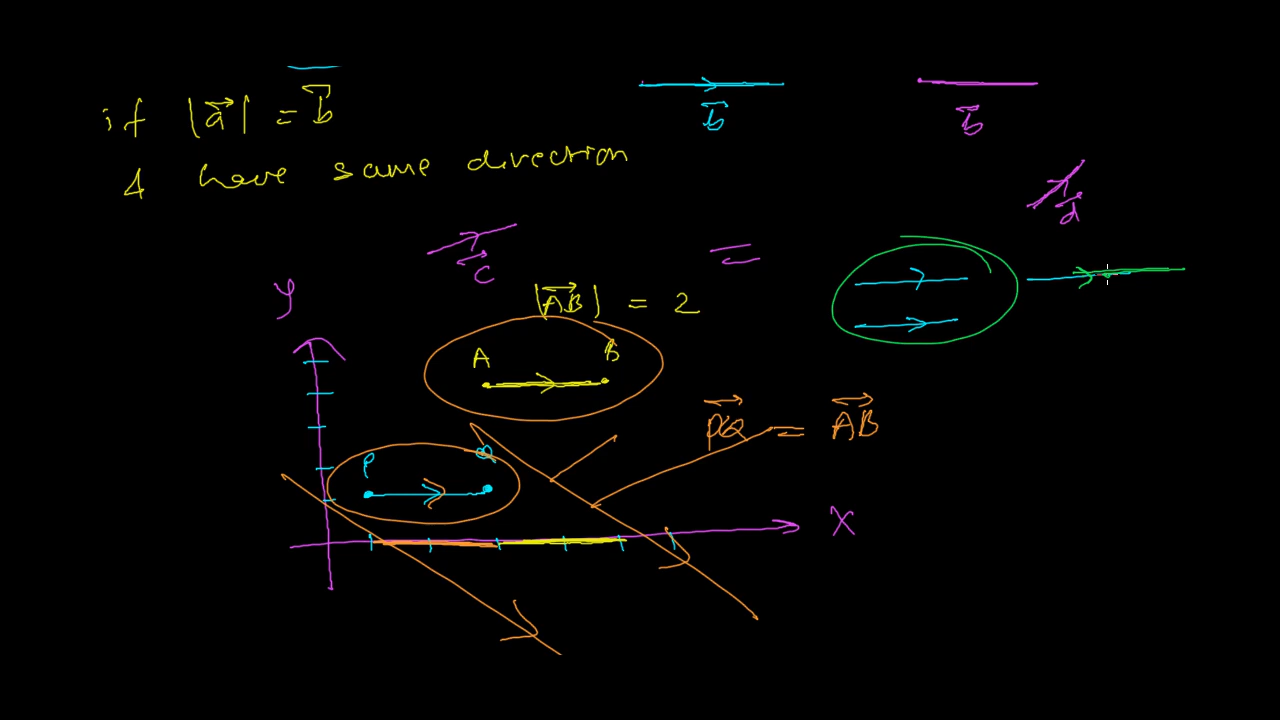 if |a⃗| = b⃗
& have same direction
b⃗
b⃗
d⃗
c⃗
=
y
|AB⃗| = 2
A B
PQ⃗ = AB⃗
P Q
X